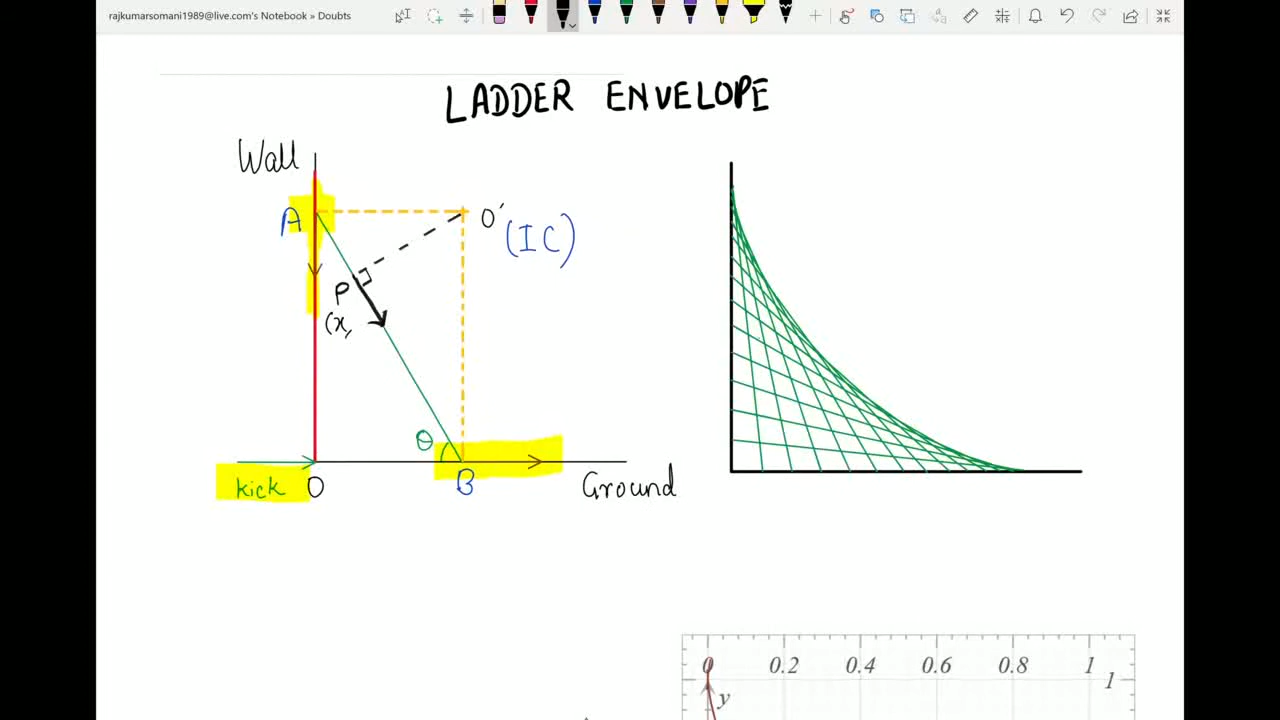 rajkumarsomani1989@live.com's Notebook » Doubts
LADDER ENVELOPE
Wall
A
O'
(IC)
P
(x,
θ
kick
O
B
Ground
0 0.2 0.4 0.6 0.8 1
1
y